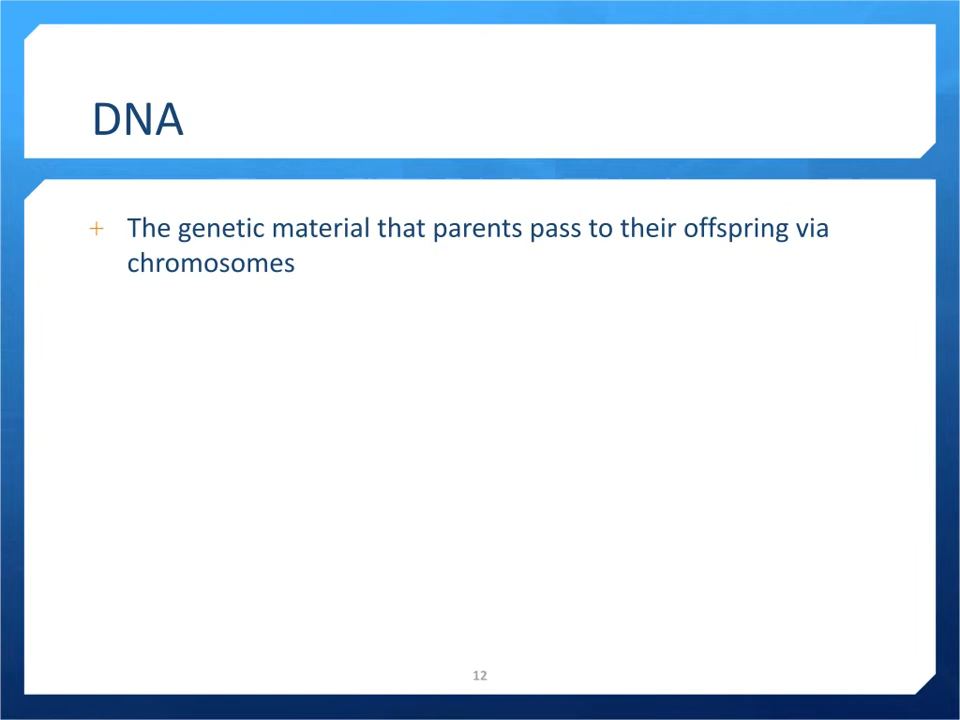 DNA
+ The genetic material that parents pass to their offspring via
chromosomes
12